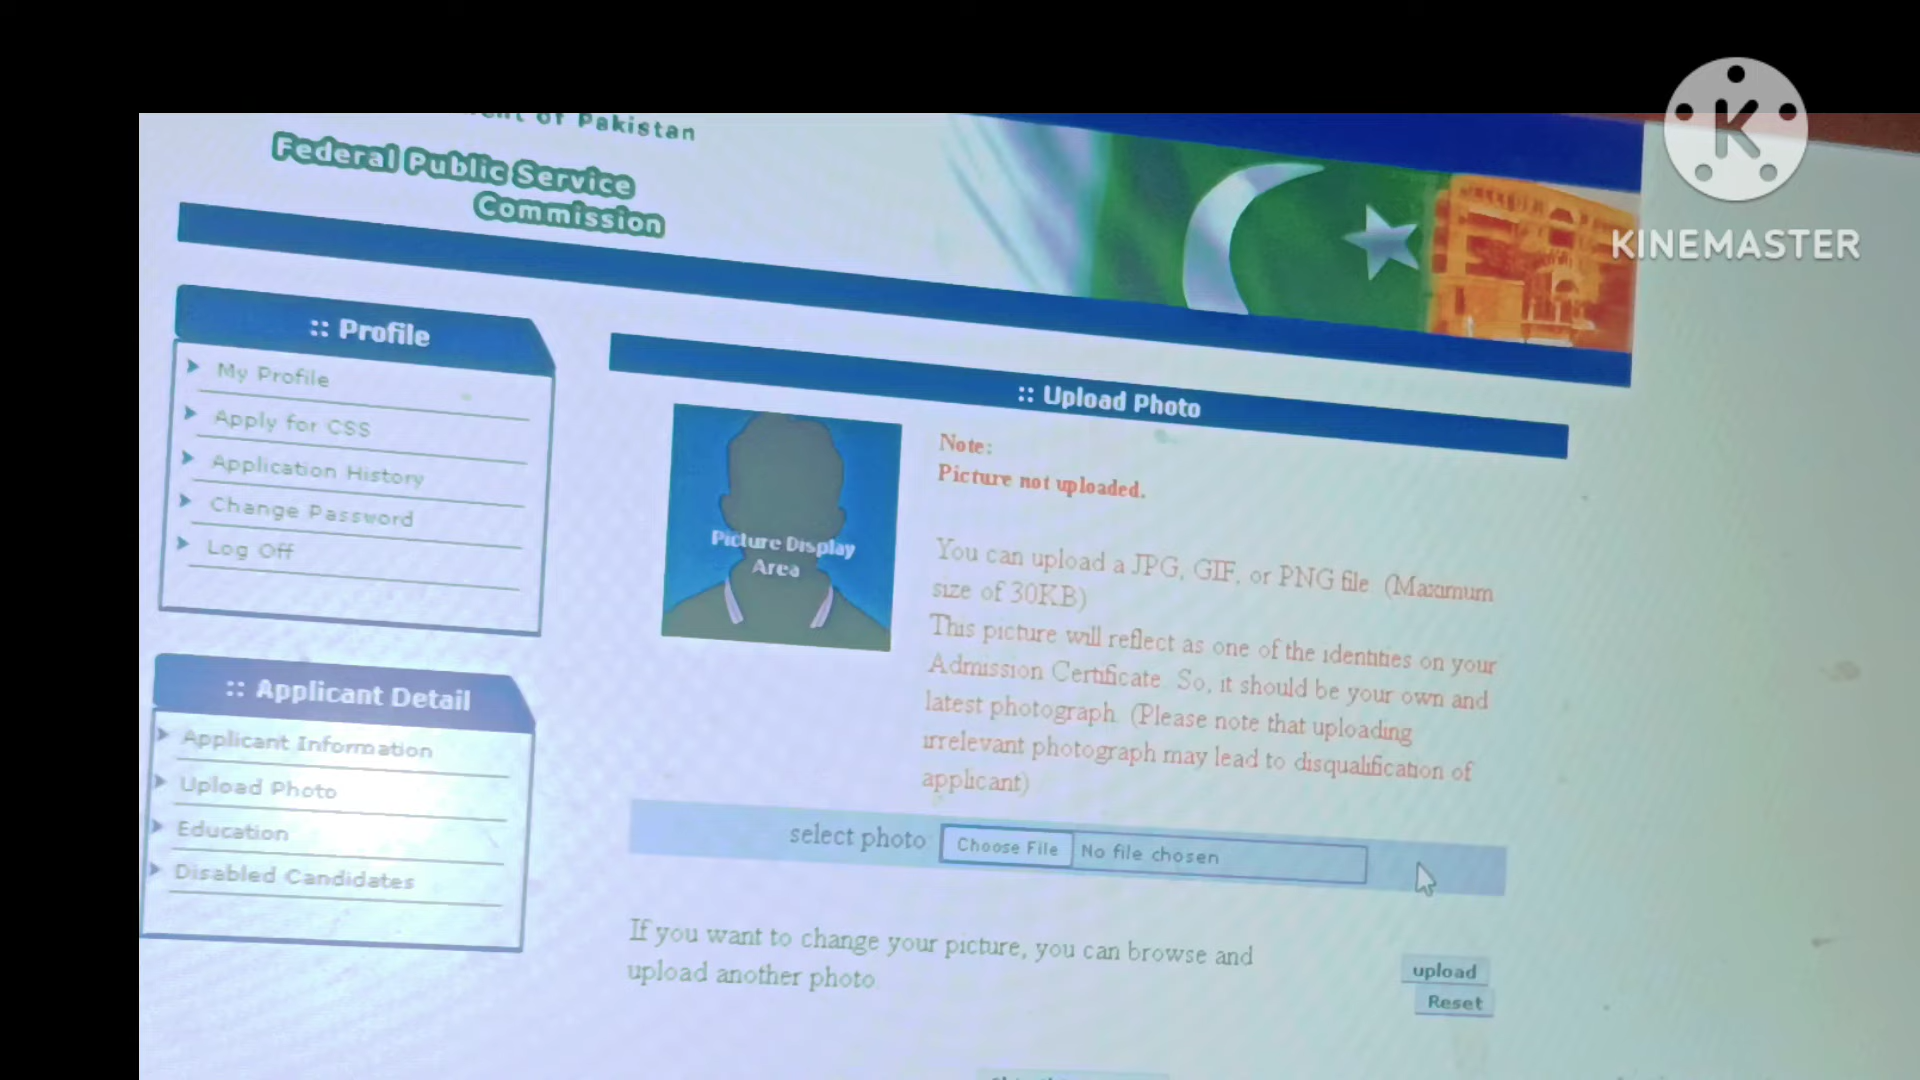 of Pakistan
Federal Public Service
Commission
KINEMASTER
:: Profile
My Profile
Apply for CSS
Application History
Change Password
Log Off
:: Applicant Detail
Applicant Information
Upload Photo
Education
Disabled Candidates
:: Upload Photo
Picture Display
Area
Note:
Picture not uploaded.
You can upload a JPG, GIF, or PNG file. (Maximum
size of 30KB)
This picture will reflect as one of the identities on your
Admission Certificate. So, it should be your own and
latest photograph. (Please note that uploading
irrelevant photograph may lead to disqualification of
applicant)
select photo Choose File No file chosen
If you want to change your picture, you can browse and
upload another photo
upload
Reset